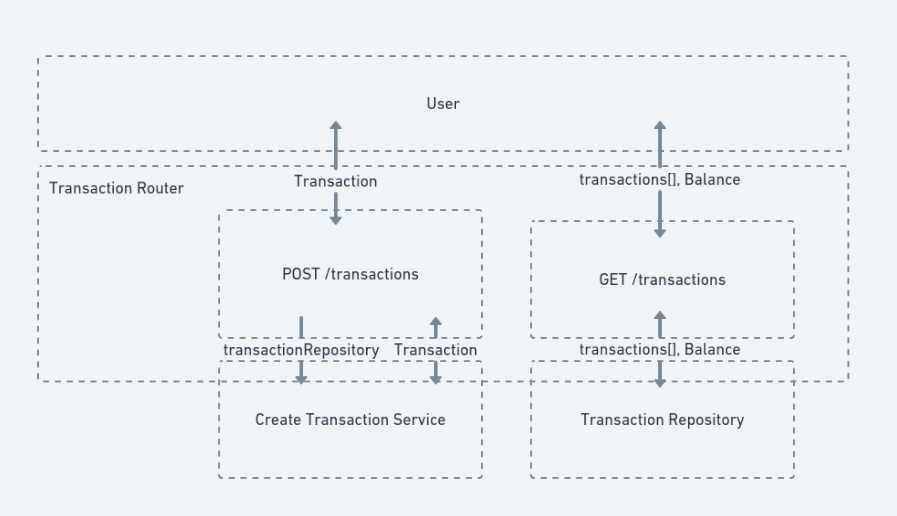 User
Transaction
transactions[], Balance
Transaction Router
POST /transactions
GET /transactions
transactionRepository
Transaction
transactions[], Balance
Create Transaction Service
Transaction Repository